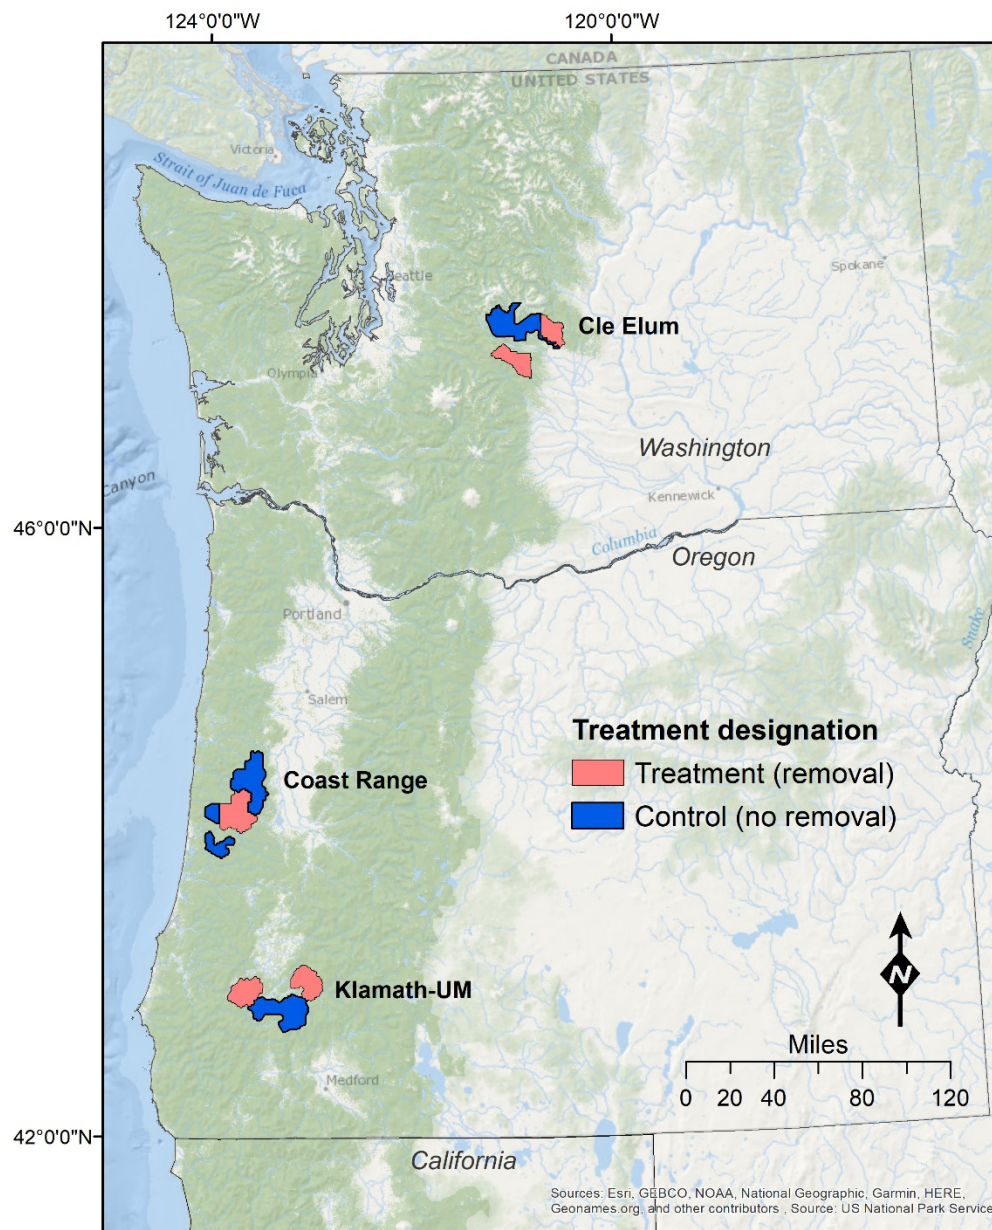 124°0'0"W
120°0'0"W
CANADA
UNITED STATES
Victoria
Strait of Juan de Fuca
Spokane
Seattle
Cle Elum
Olympia
Washington
Canyon
Kennewick
46°0'0"N
Columbia
Oregon
Portland
Snake
Salem
Treatment designation
Treatment (removal)
Coast Range
Control (no removal)
N
Klamath-UM
Miles
Medford
0 20 40 80 120
42°0'0"N
California
Sources: Esri, GEBCO, NOAA, National Geographic, Garmin, HERE,
Geonames.org, and other contributors , Source: US National Park Service